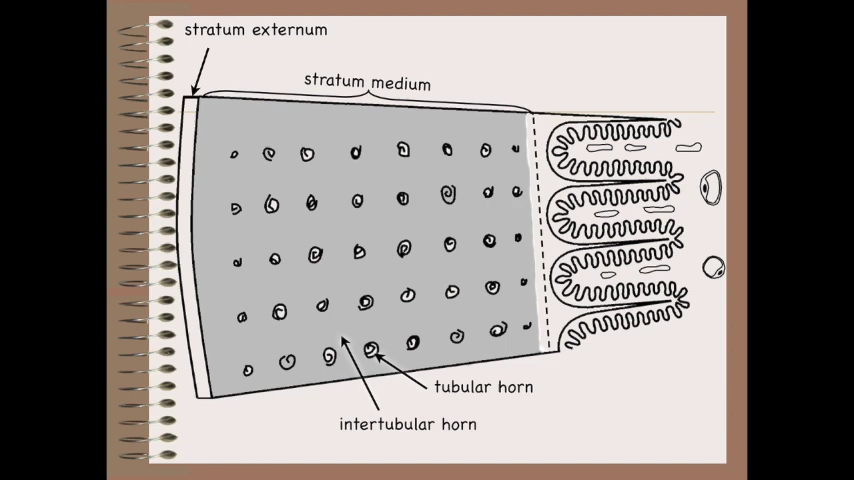 stratum externum
stratum medium
tubular horn
intertubular horn